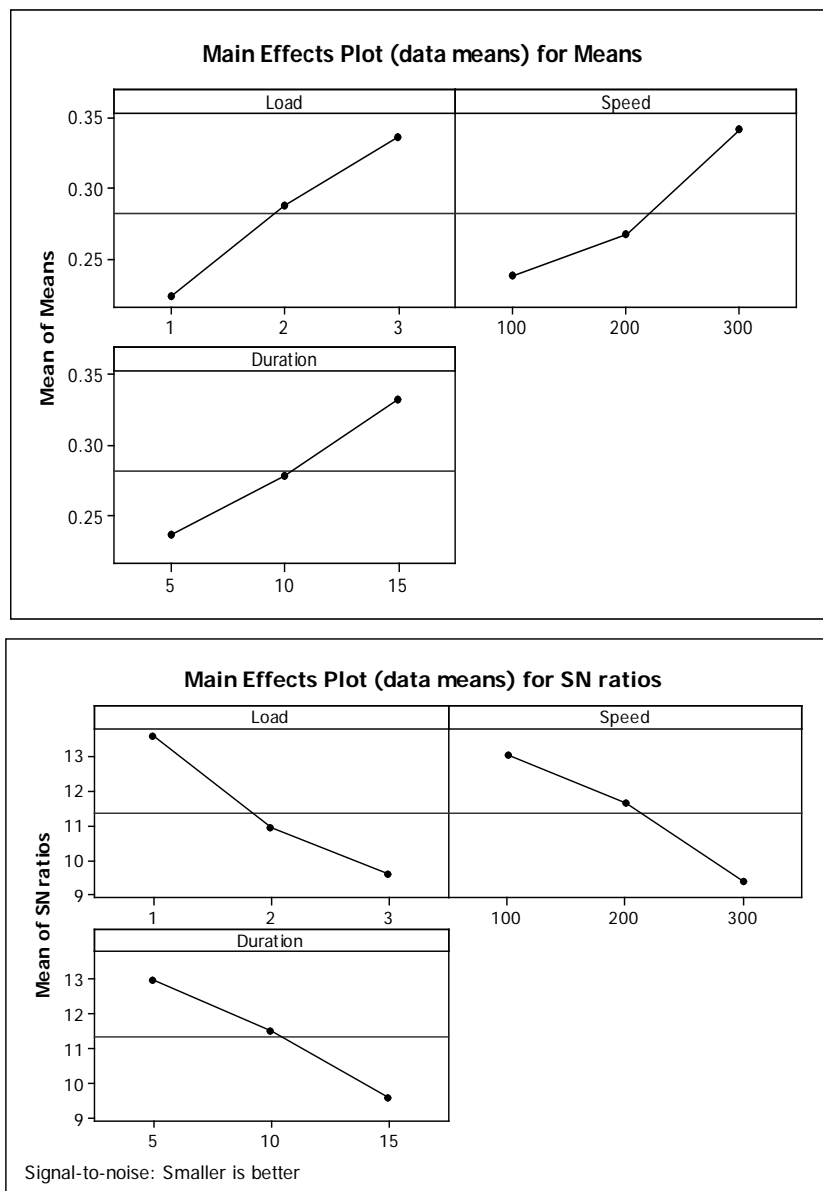 Main Effects Plot (data means) for Means
Load Speed
0.35
0.30
0.25
1 2 3 100 200 300
Mean of Means
Duration
0.35
0.30
0.25
5 10 15
Main Effects Plot (data means) for SN ratios
Load Speed
13
12
11
10
9
1 2 3 100 200 300
Mean of SN ratios
Duration
13
12
11
10
9
5 10 15
Signal-to-noise: Smaller is better